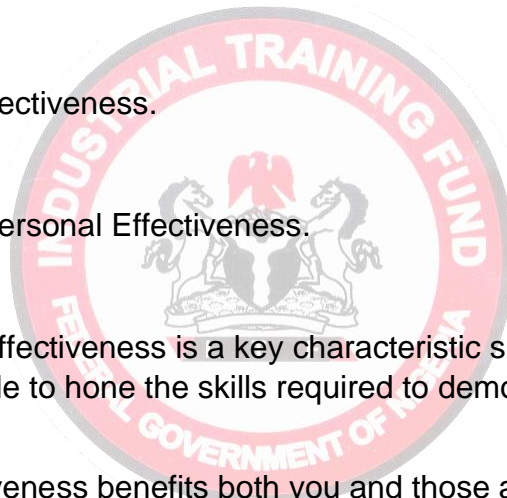 ectiveness.
ersonal Effectiveness.
ffectiveness is a key characteristic s
le to hone the skills required to demo
veness benefits both you and those a
INDUSTRIAL TRAINING FUND
FEDERAL GOVERNMENT OF NIGERIA